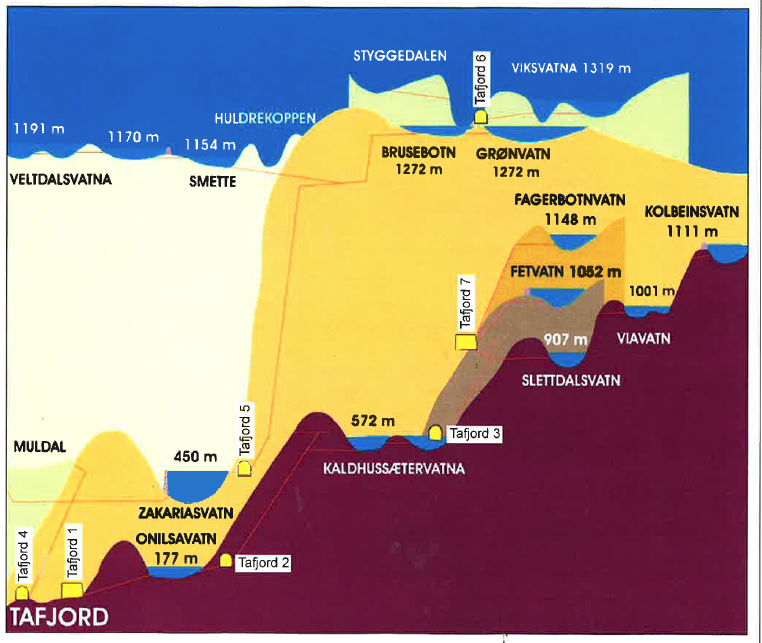 STYGGEDALEN
Tafjord 6
VIKSVATNA 1319 m
HULDREKOPPEN
1191 m
1170 m
1154 m
BRUSEBOTN
1272 m
GRØNVATN
1272 m
VELTDALSVATNA
SMETTE
FAGERBOTNVATN
1148 m
KOLBEINSVATN
1111 m
FETVATN 1052 m
1001 m
Tafjord 7
907 m
VIAVATN
SLETTDALSVATN
572 m
Tafjord 3
KALDHUSSÆTERVATNA
Tafjord 5
MULDAL
450 m
ZAKARIASVATN
ONILSAVATN
177 m
Tafjord 4
Tafjord 1
Tafjord 2
TAFJORD